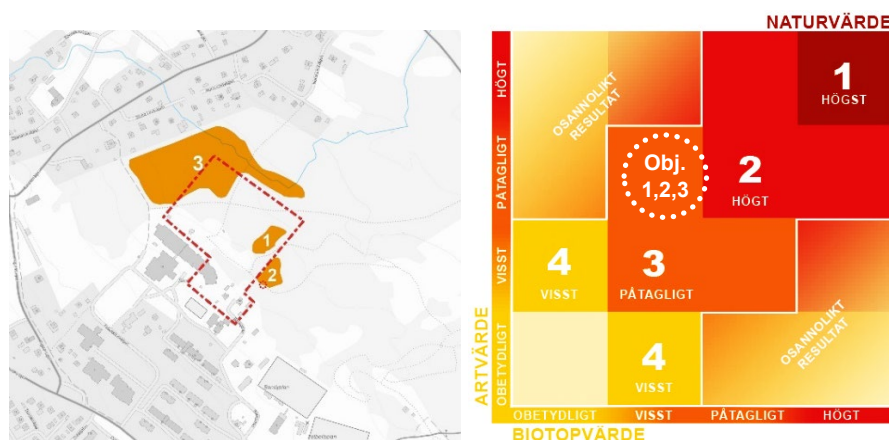 3
1
2
NATURVÄRDE
HÖGT
OSANNOLIKT
RESULTAT
1
HÖGST
PÅTAGLIGT
Obj.
1,2,3
2
HÖGT
VISST
4
VISST
3
PÅTAGLIGT
ARTVÄRDE
OBETYDLIGT
4
VISST
OSANNOLIKT
RESULTAT
OBETYDLIGT VISST PÅTAGLIGT HÖGT
BIOTOPVÄRDE